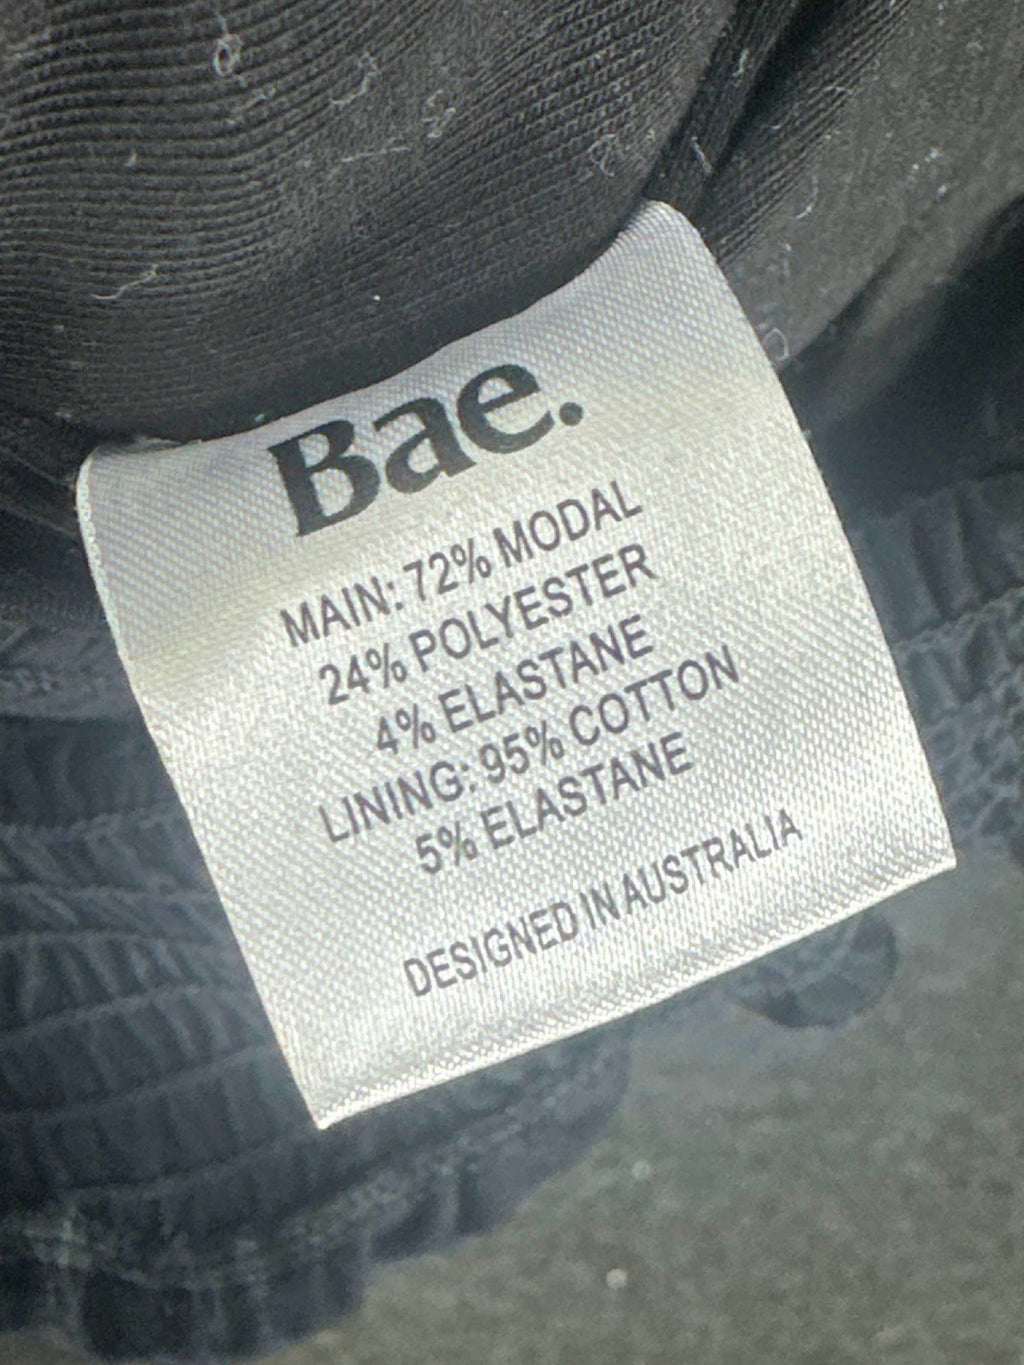 Bae.
MAIN: 72% MODAL
24% POLYESTER
4% ELASTANE
LINING: 95% COTTON
5% ELASTANE
DESIGNED IN AUSTRALIA